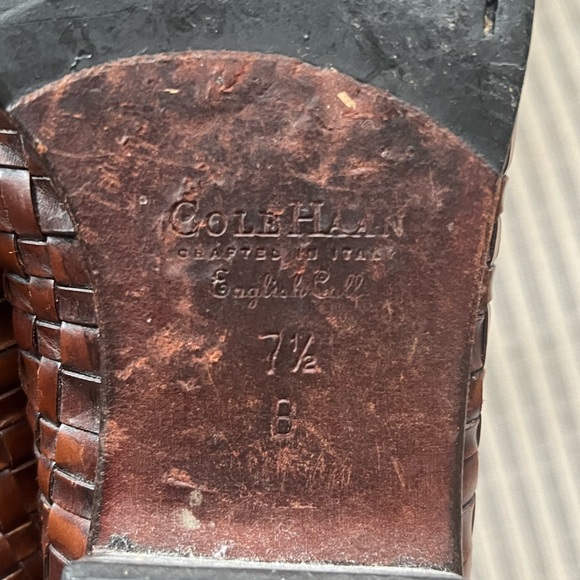 COLE HAAN
CRAFTED IN ITALY
English Calf
7½
B